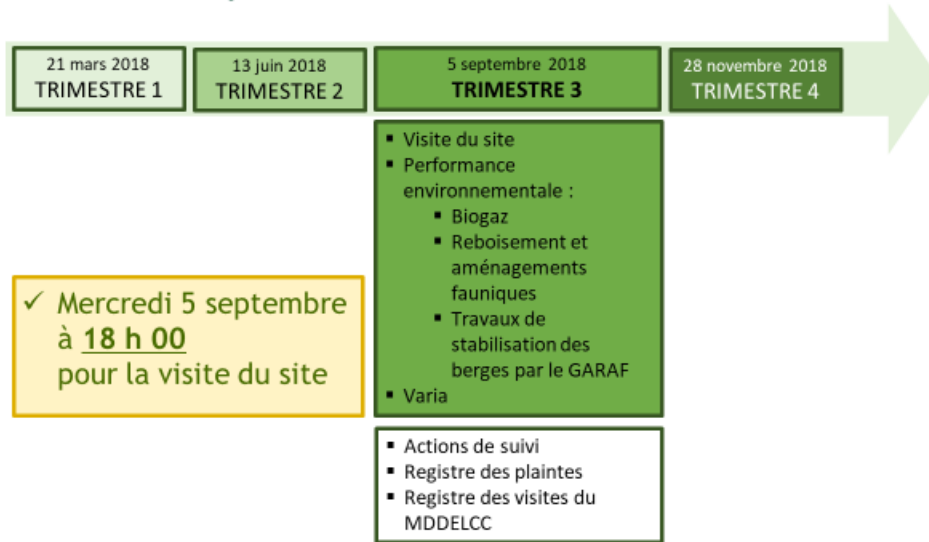 21 mars 2018
TRIMESTRE 1
13 juin 2018
TRIMESTRE 2
5 septembre 2018
TRIMESTRE 3
28 novembre 2018
TRIMESTRE 4
▪ Visite du site
▪ Performance
environnementale :
▪ Biogaz
▪ Reboisement et
aménagements
fauniques
▪ Travaux de
stabilisation des
berges par le GARAF
▪ Varia
✓ Mercredi 5 septembre
à 18 h 00
pour la visite du site
▪ Actions de suivi
▪ Registre des plaintes
▪ Registre des visites du
MDDELCC